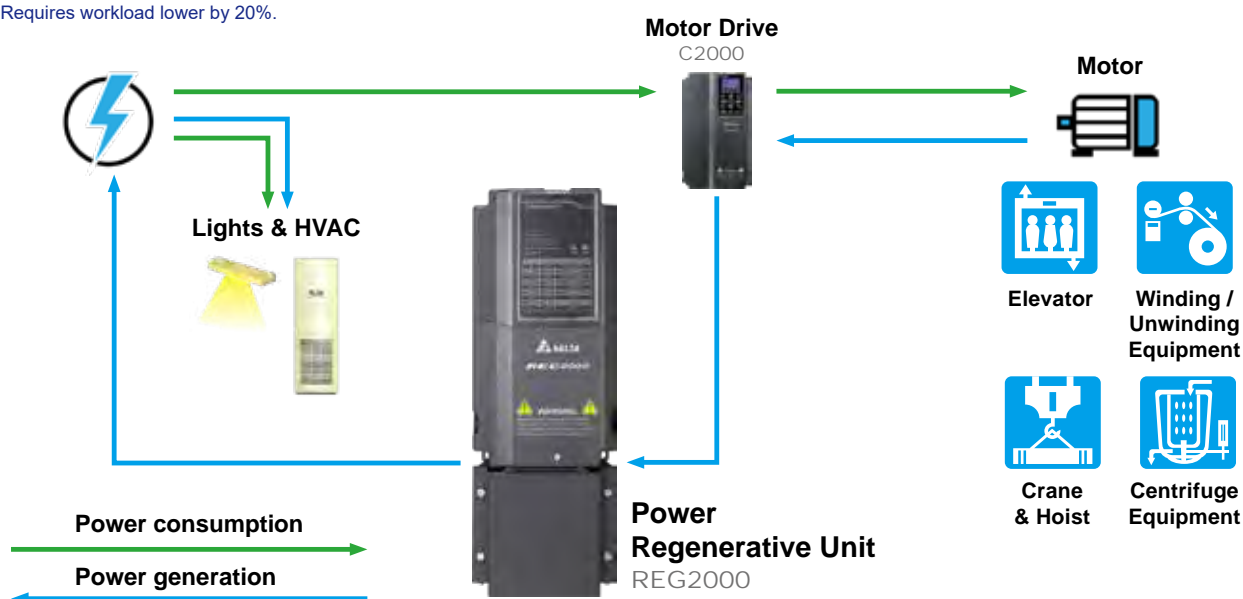 Requires workload lower by 20%.
Motor Drive
C2000
Motor
Lights & HVAC
Elevator
Winding /
Unwinding
Equipment
Crane
& Hoist
Centrifuge
Equipment
Power
Regenerative Unit
REG2000
Power consumption
Power generation